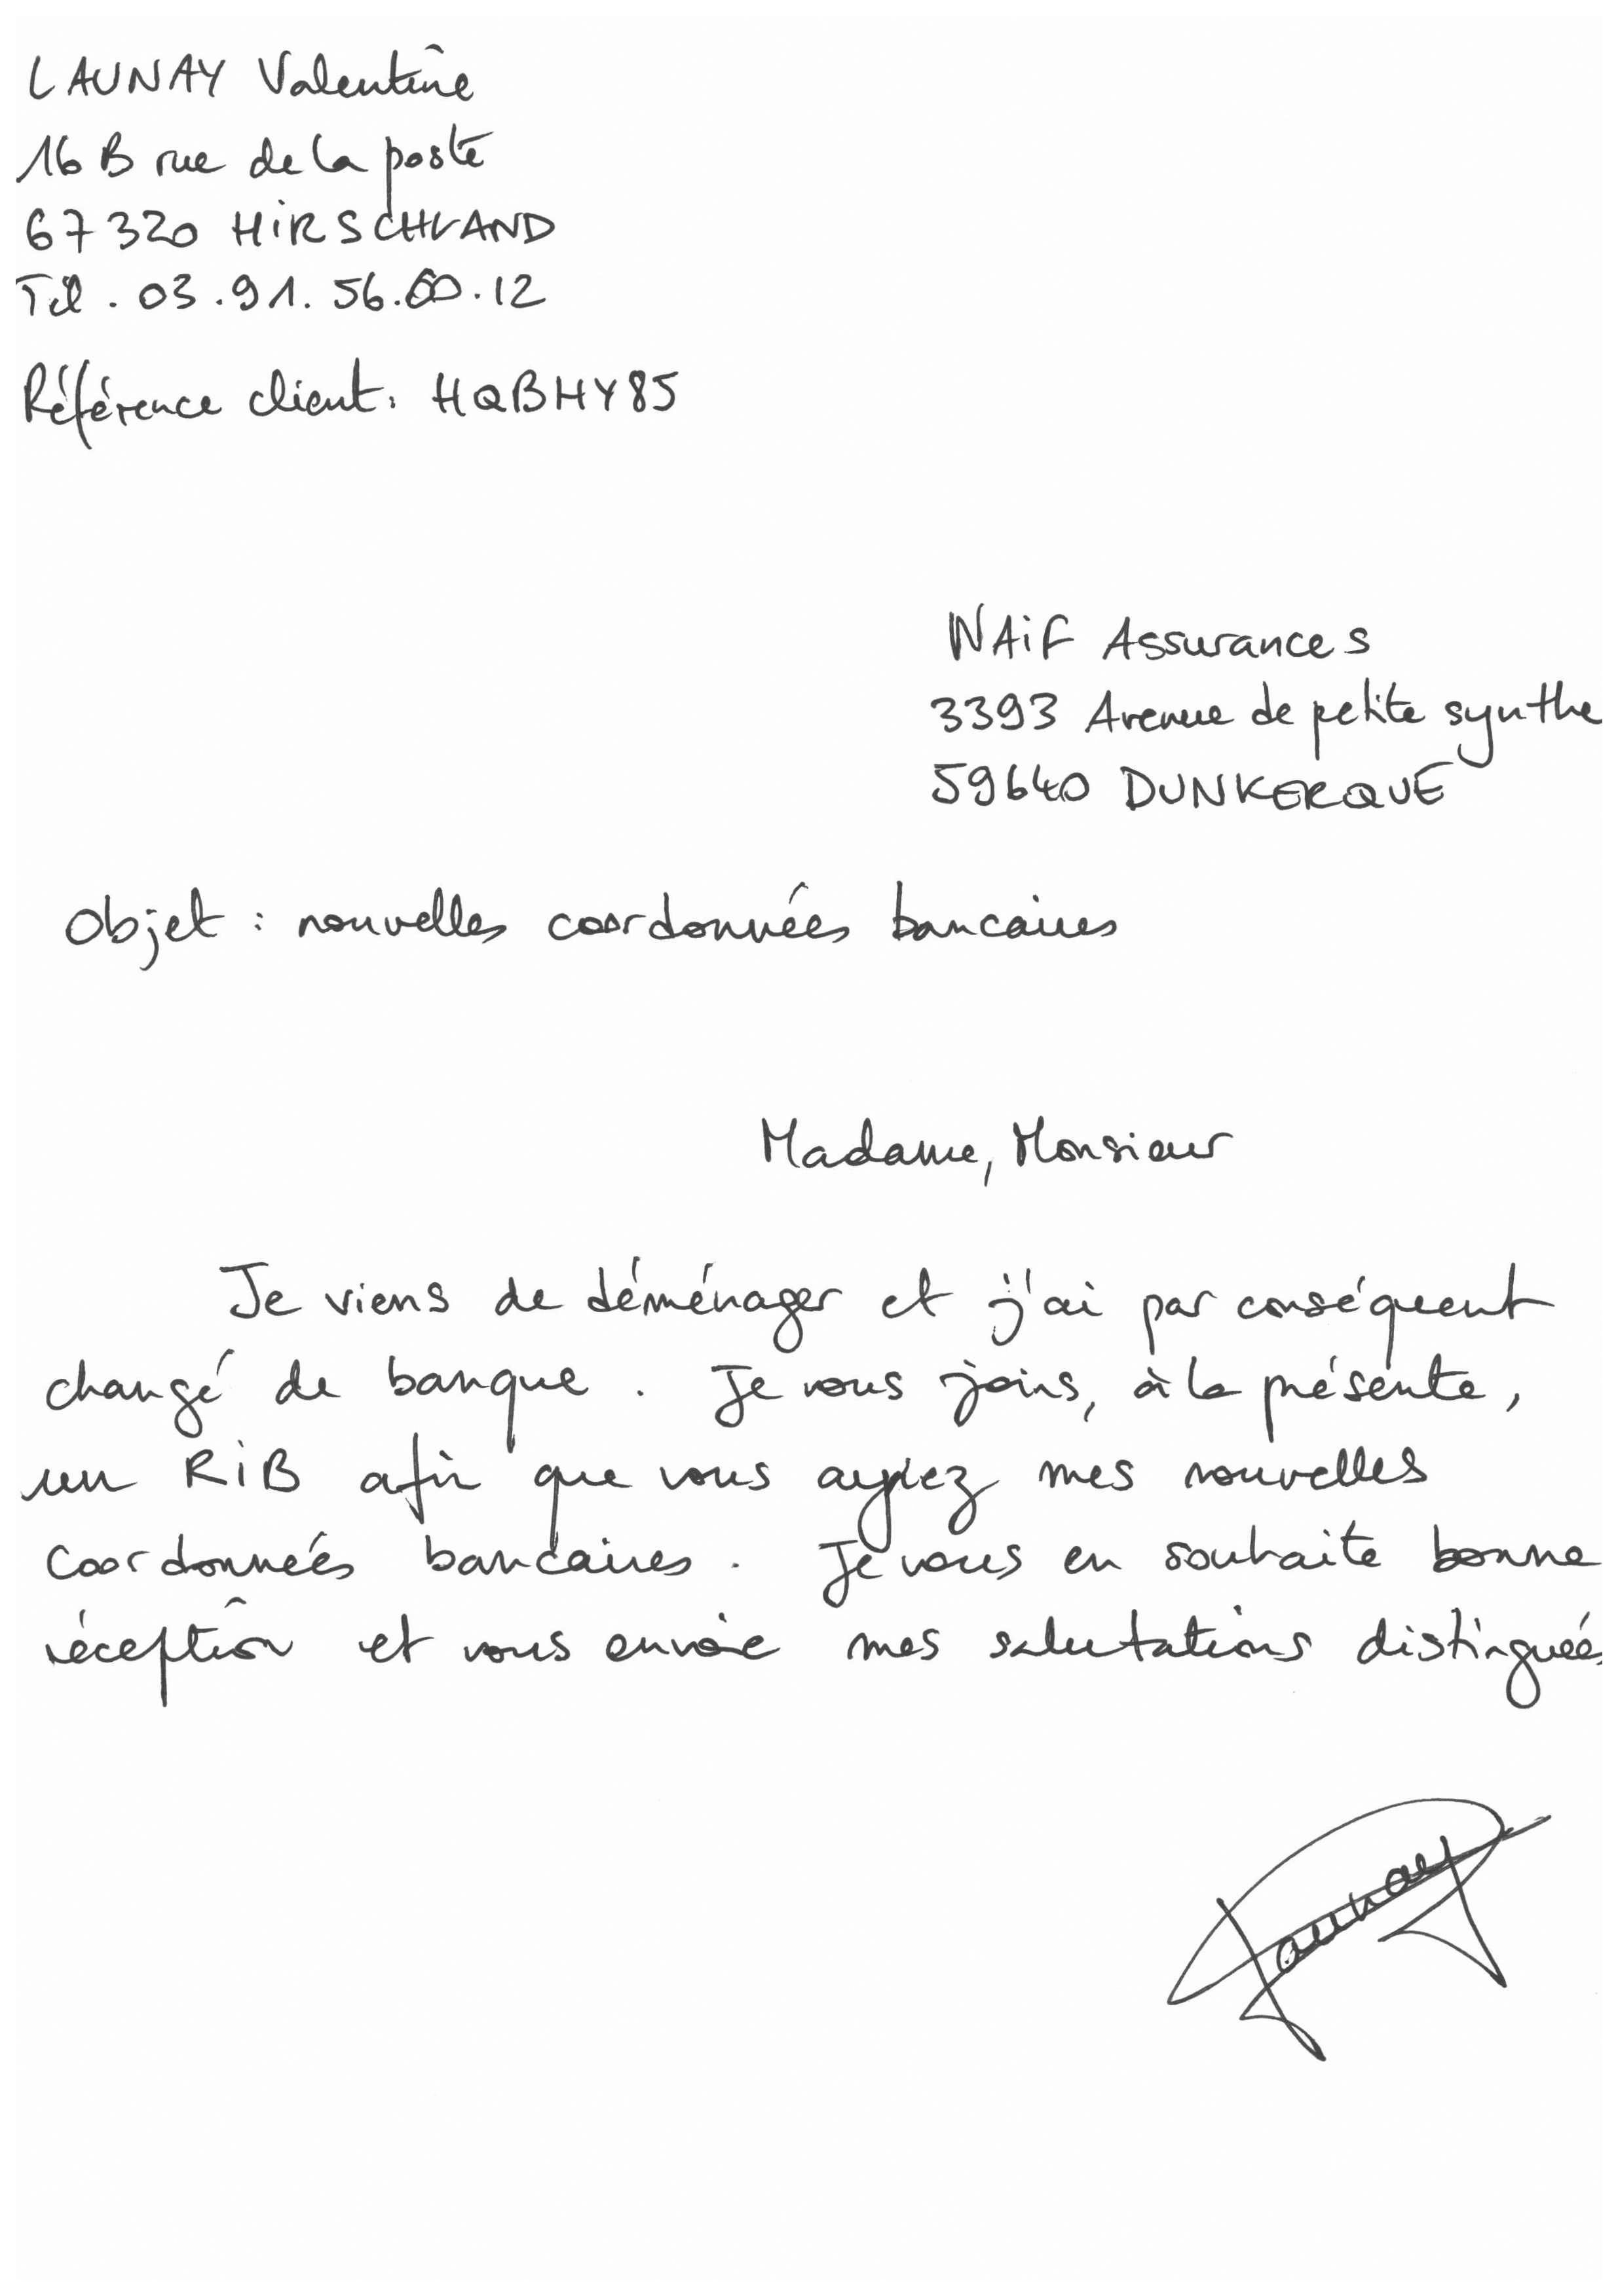 LAUNAY Valentine
16 B rue de la poste
67320 HiRSCHLAND
Tél. 03.91.56.60.12
Référence client: HQBHY85
WAiF Assurances
3393 Avenue de petite synthe
59640 DUNKERQUE
Objet : nouvelles coordonnées bancaires
Madame, Monsieur
Je viens de déménager et j'ai par conséquent
changé de banque. Je vous joins, à la présente,
un RiB afin que vous ayiez mes nouvelles
coordonnées bancaires. Je vous en souhaite bonne
réception et vous envoie mes salutations distinguées
Launay